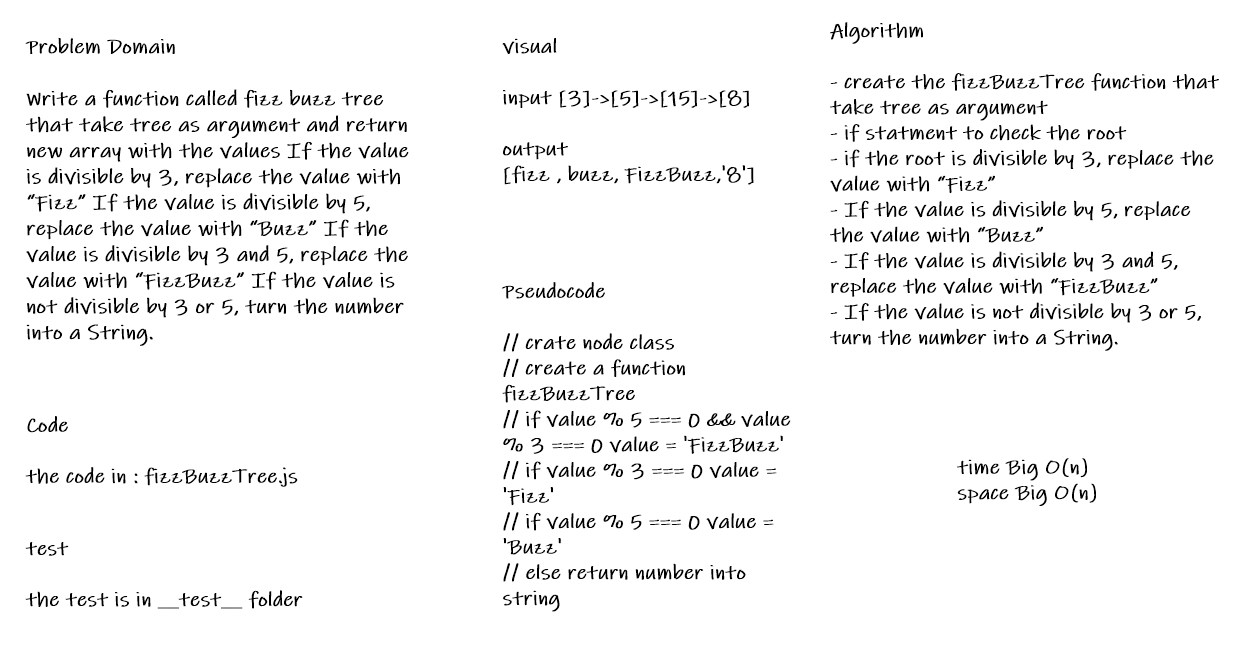 Problem Domain
Write a function called fizz buzz tree
that take tree as argument and return
new array with the values If the value
is divisible by 3, replace the value with
“Fizz” If the value is divisible by 5,
replace the value with “Buzz” If the
value is divisible by 3 and 5, replace the
value with “FizzBuzz” If the value is
not divisible by 3 or 5, turn the number
into a String.
Code
the code in : fizzBuzzTree.js
test
the test is in __test__ folder
visual
input [3]->[5]->[15]->[8]
output
[fizz , buzz, FizzBuzz,'8']
Pseudocode
// crate node class
// create a function
fizzBuzzTree
// if value % 5 === 0 && value
% 3 === 0 value = 'FizzBuzz'
// if value % 3 === 0 value =
'Fizz'
// if value % 5 === 0 value =
'Buzz'
// else return number into
string
Algorithm
- create the fizzBuzzTree function that
take tree as argument
- if statment to check the root
- if the root is divisible by 3, replace the
value with “Fizz”
- If the value is divisible by 5, replace
the value with “Buzz”
- If the value is divisible by 3 and 5,
replace the value with “FizzBuzz”
- If the value is not divisible by 3 or 5,
turn the number into a String.
time Big O(n)
space Big O(n)